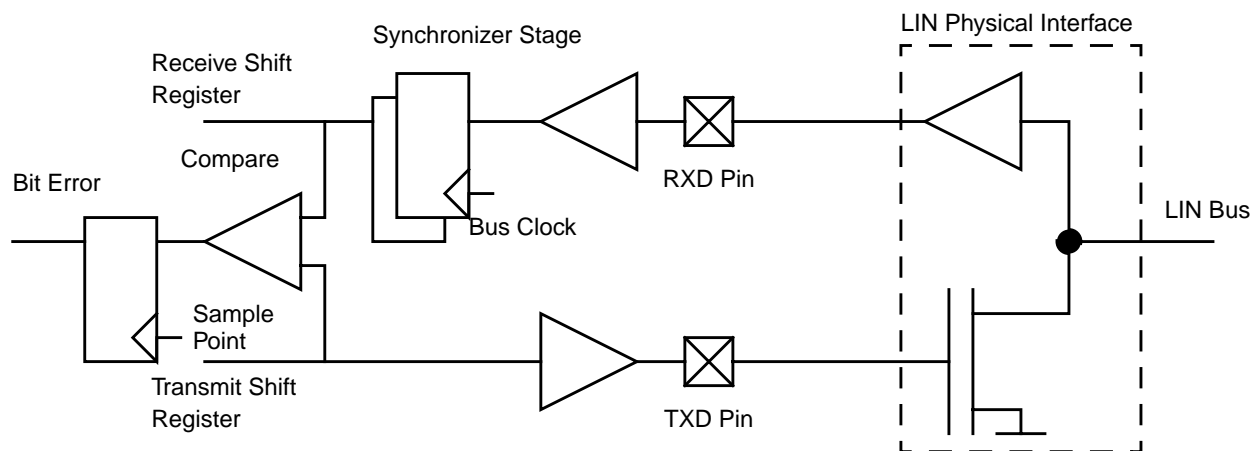 LIN Physical Interface
Synchronizer Stage
Receive Shift
Register
Compare
RXD Pin
Bit Error
Bus Clock
LIN Bus
Sample
Point
Transmit Shift
Register
TXD Pin